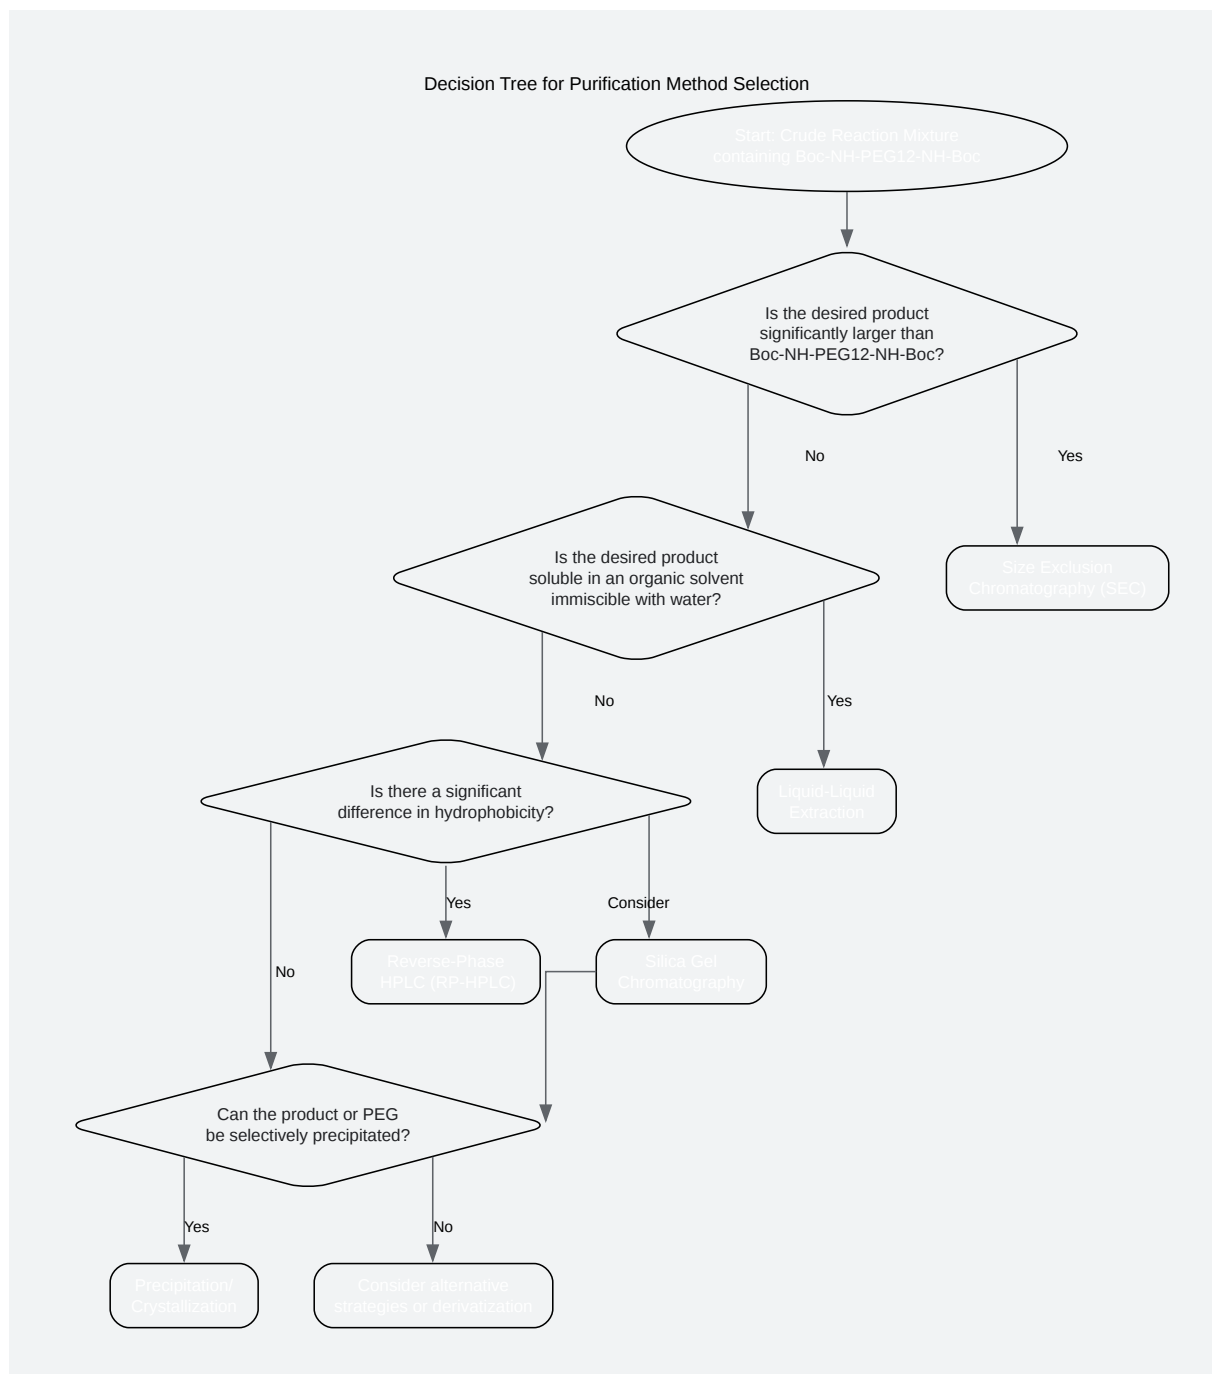 Decision Tree for Purification Method Selection
Start: Crude Reaction Mixture
containing Boc-NH-PEG12-NH-Boc
Is the desired product
significantly larger than
Boc-NH-PEG12-NH-Boc?
No
Yes
Is the desired product
soluble in an organic solvent
immiscible with water?
Size Exclusion
Chromatography (SEC)
No
Yes
Is there a significant
difference in hydrophobicity?
Liquid-Liquid
Extraction
Yes
Consider
No
Reverse-Phase
HPLC (RP-HPLC)
Silica Gel
Chromatography
Can the product or PEG
be selectively precipitated?
Yes
No
Precipitation/
Crystallization
Consider alternative
strategies or derivatization